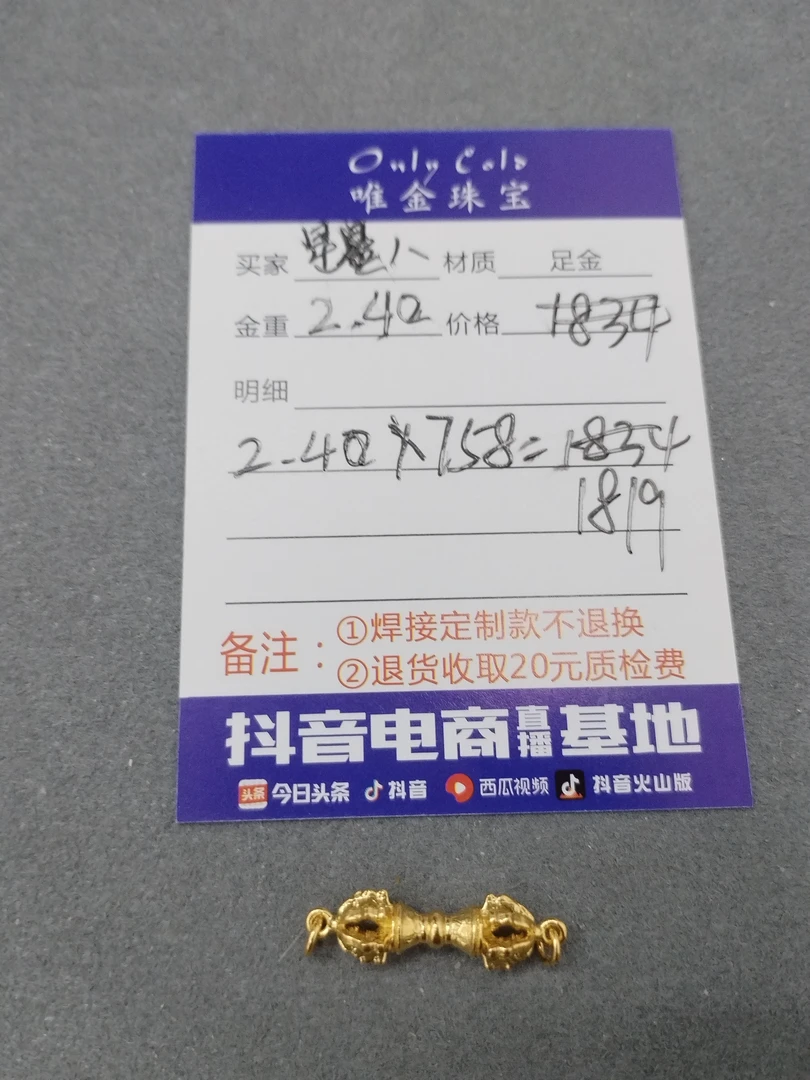 Only Cold
唯金珠宝
买家 材质 足金
金重 2.40 价格 1834
明细
2.40×758=1834
1819
备注：①焊接定制款不退换
②退货收取20元质检费
抖音电商直播基地
头条 今日头条 抖音 西瓜视频 抖音火山版